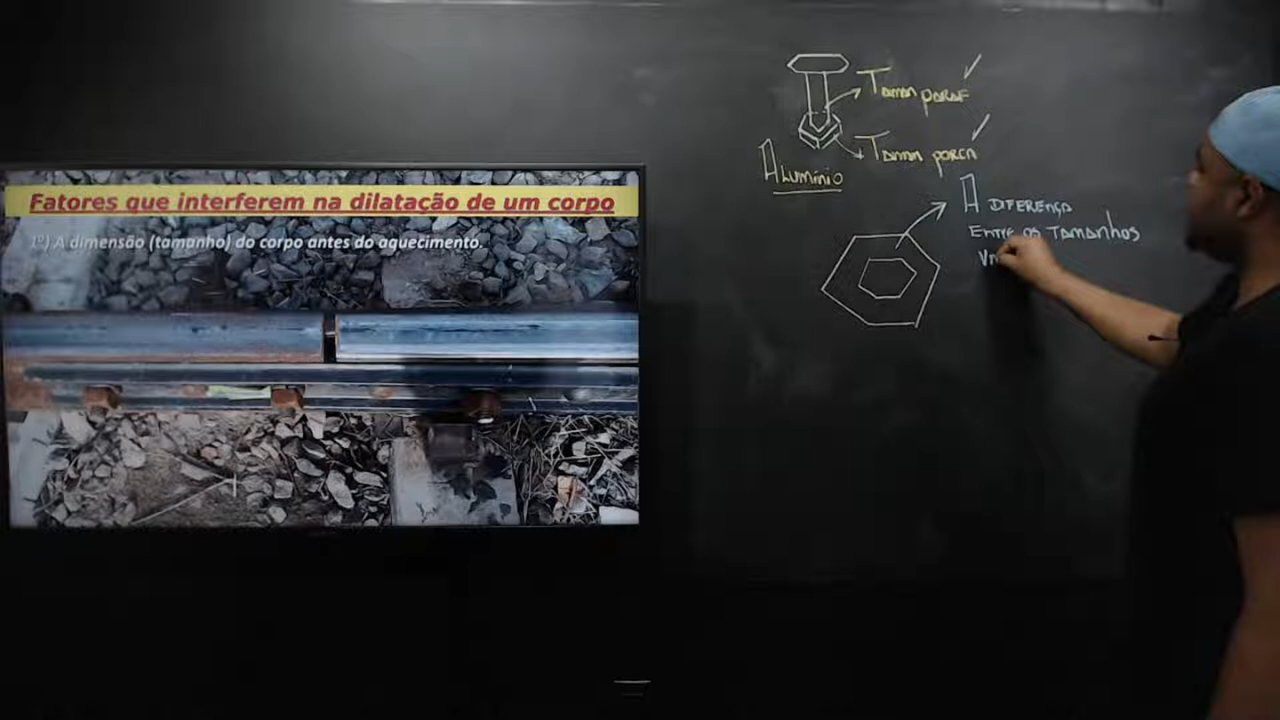 Fatores que interferem na dilatação de um corpo
1º) A dimensão (tamanho) do corpo antes do aquecimento.
Taman paraf
Taman porca
Alumínio
A DIFERENÇA
Entre os Tamanhos